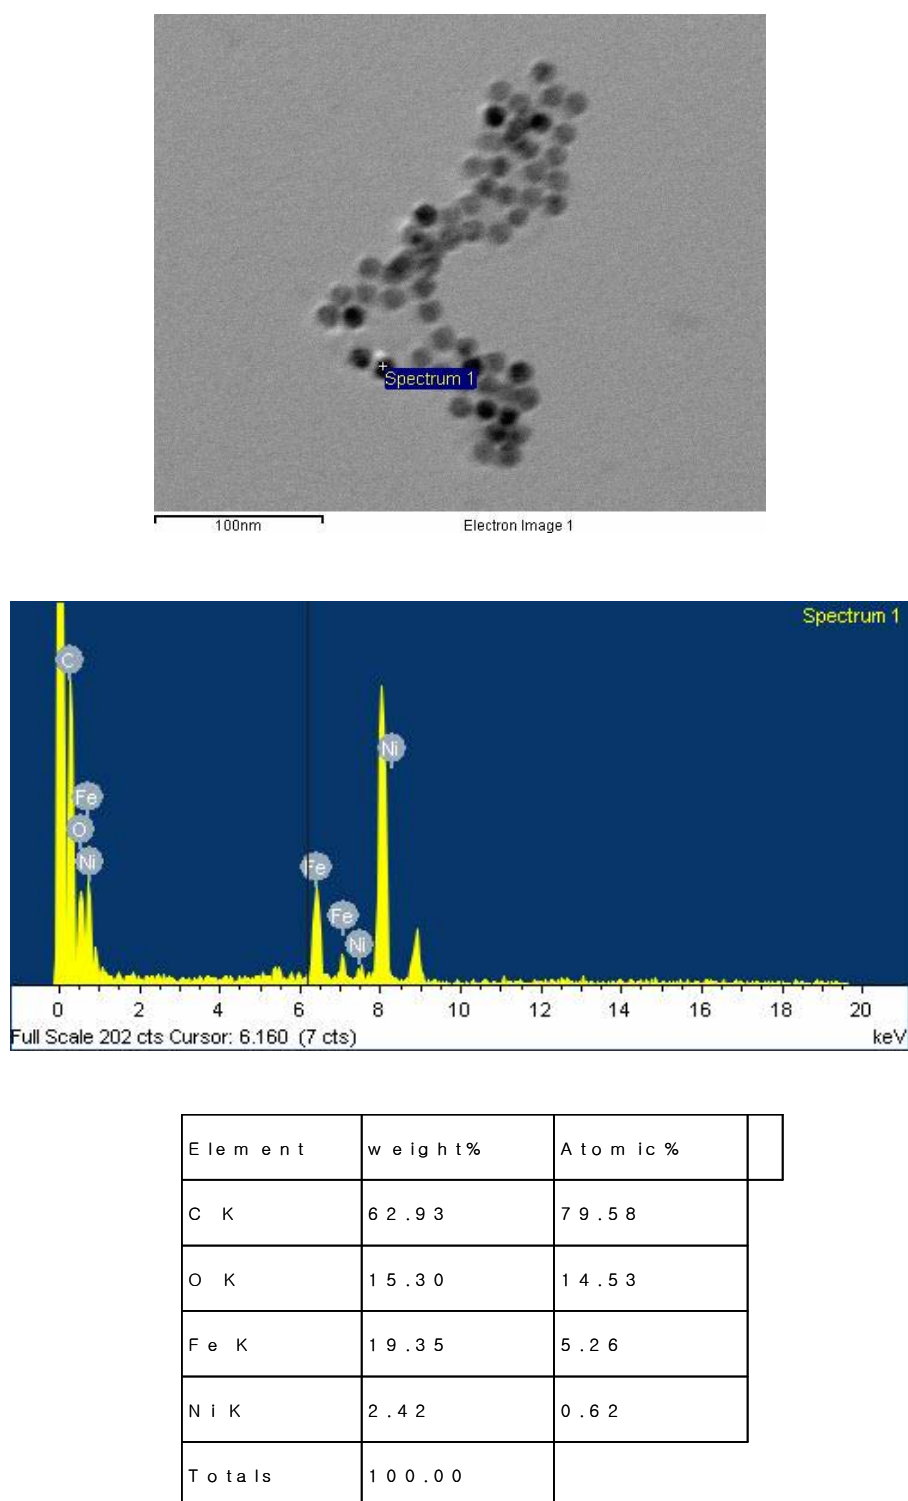 Spectrum 1
100nm Electron Image 1
Spectrum 1
C
Ni
Fe
O
Ni
Fe
Fe
Ni
0 2 4 6 8 10 12 14 16 18 20
Full Scale 202 cts Cursor: 6.160 (7 cts) keV
Element weight% Atomic%
C K 62.93 79.58
O K 15.30 14.53
Fe K 19.35 5.26
Ni K 2.42 0.62
Totals 100.00